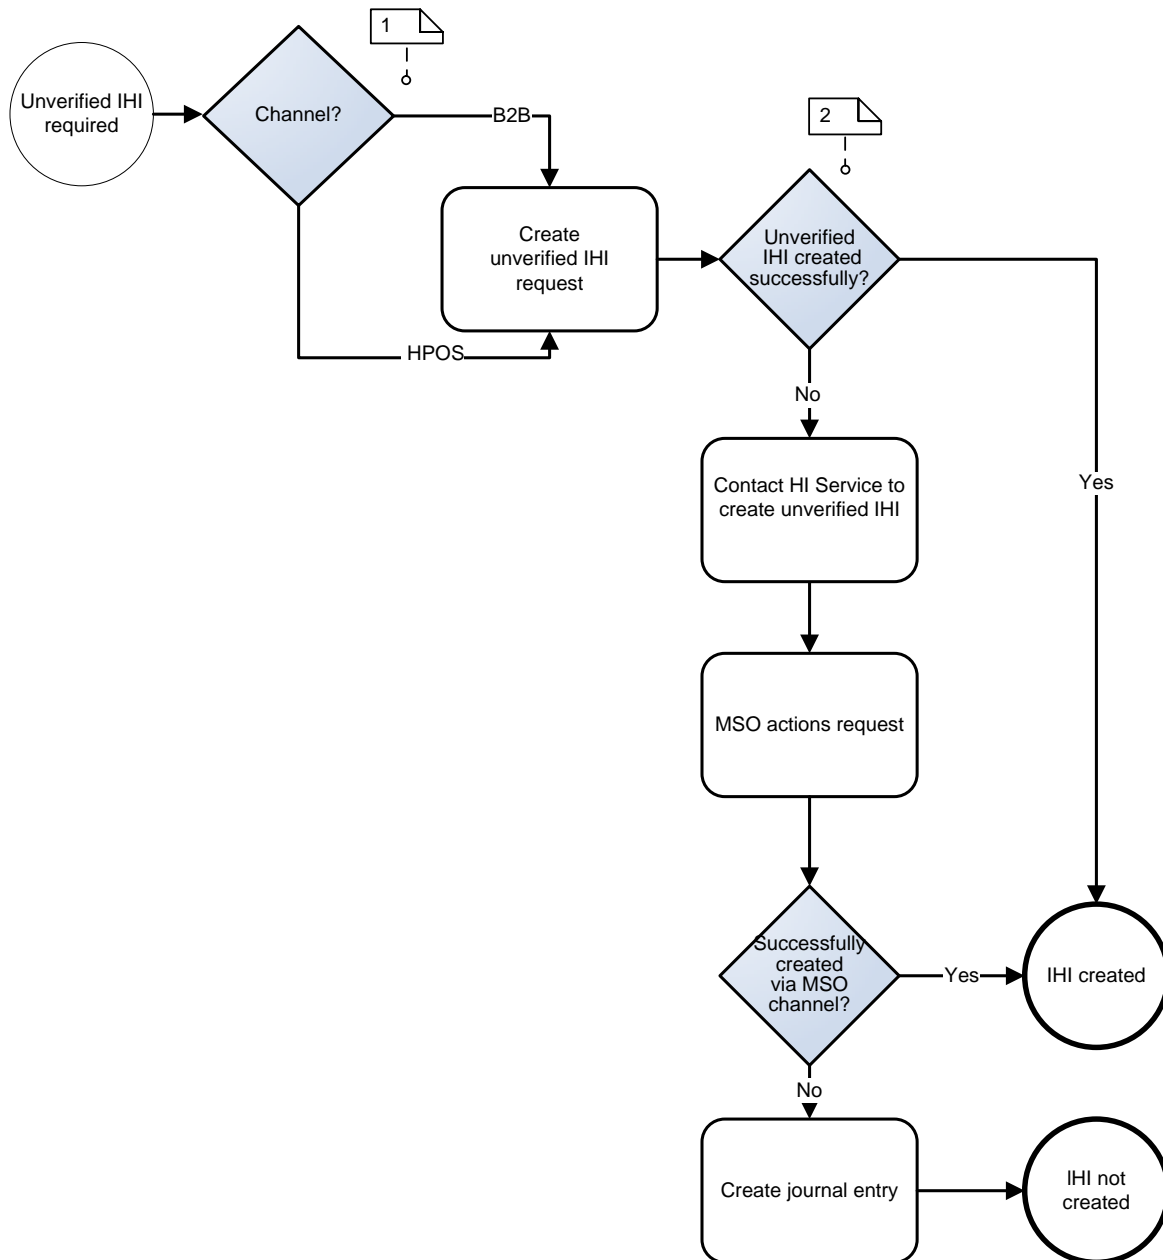 1
Unverified IHI
required
Channel?
B2B
2
Create
unverified IHI
request
Unverified
IHI created
successfully?
HPOS
No
Contact HI Service to
create unverified IHI
Yes
MSO actions request
Successfully
created
via MSO
channel?
Yes
IHI created
No
Create journal entry
IHI not
created